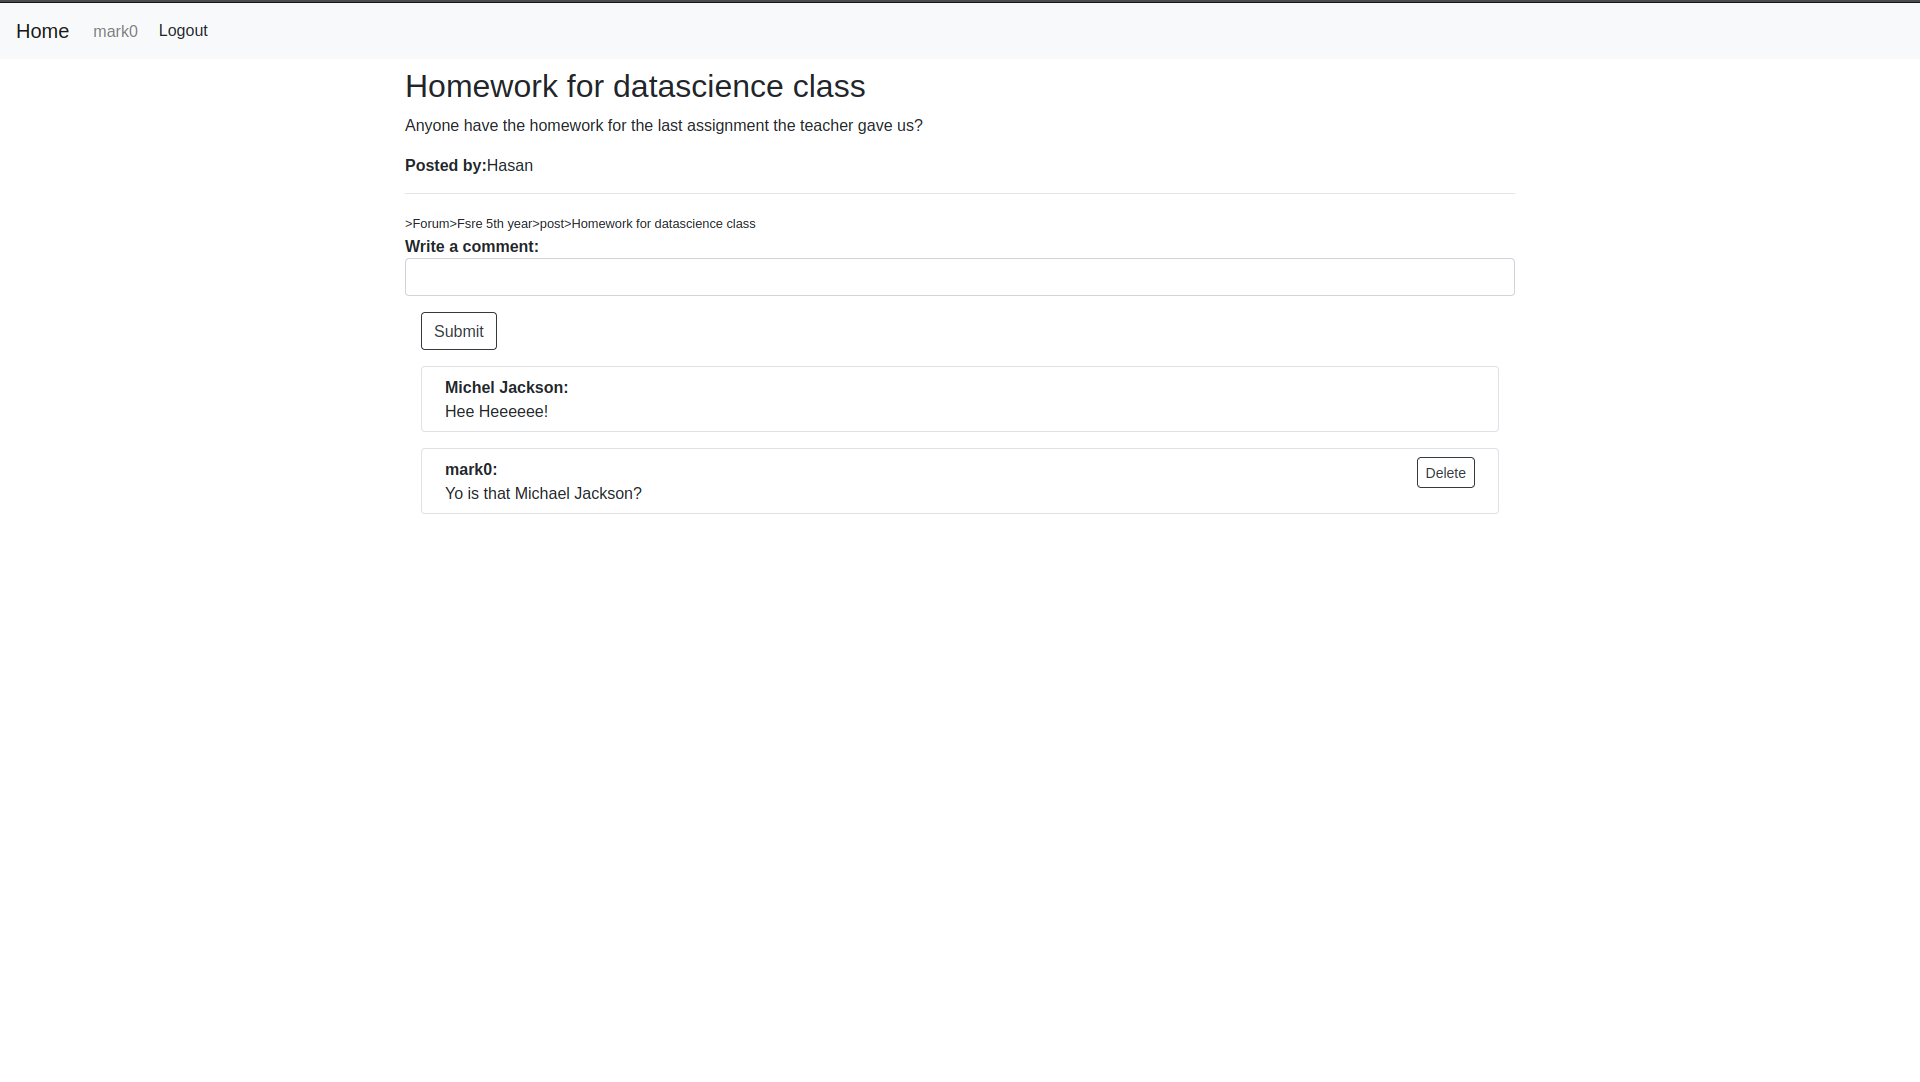 Home mark0 Logout
Homework for datascience class
Anyone have the homework for the last assignment the teacher gave us?
Posted by:Hasan
>Forum>Fsre 5th year>post>Homework for datascience class
Write a comment:
Submit
Michel Jackson:
Hee Heeeeee!
mark0:
Delete
Yo is that Michael Jackson?